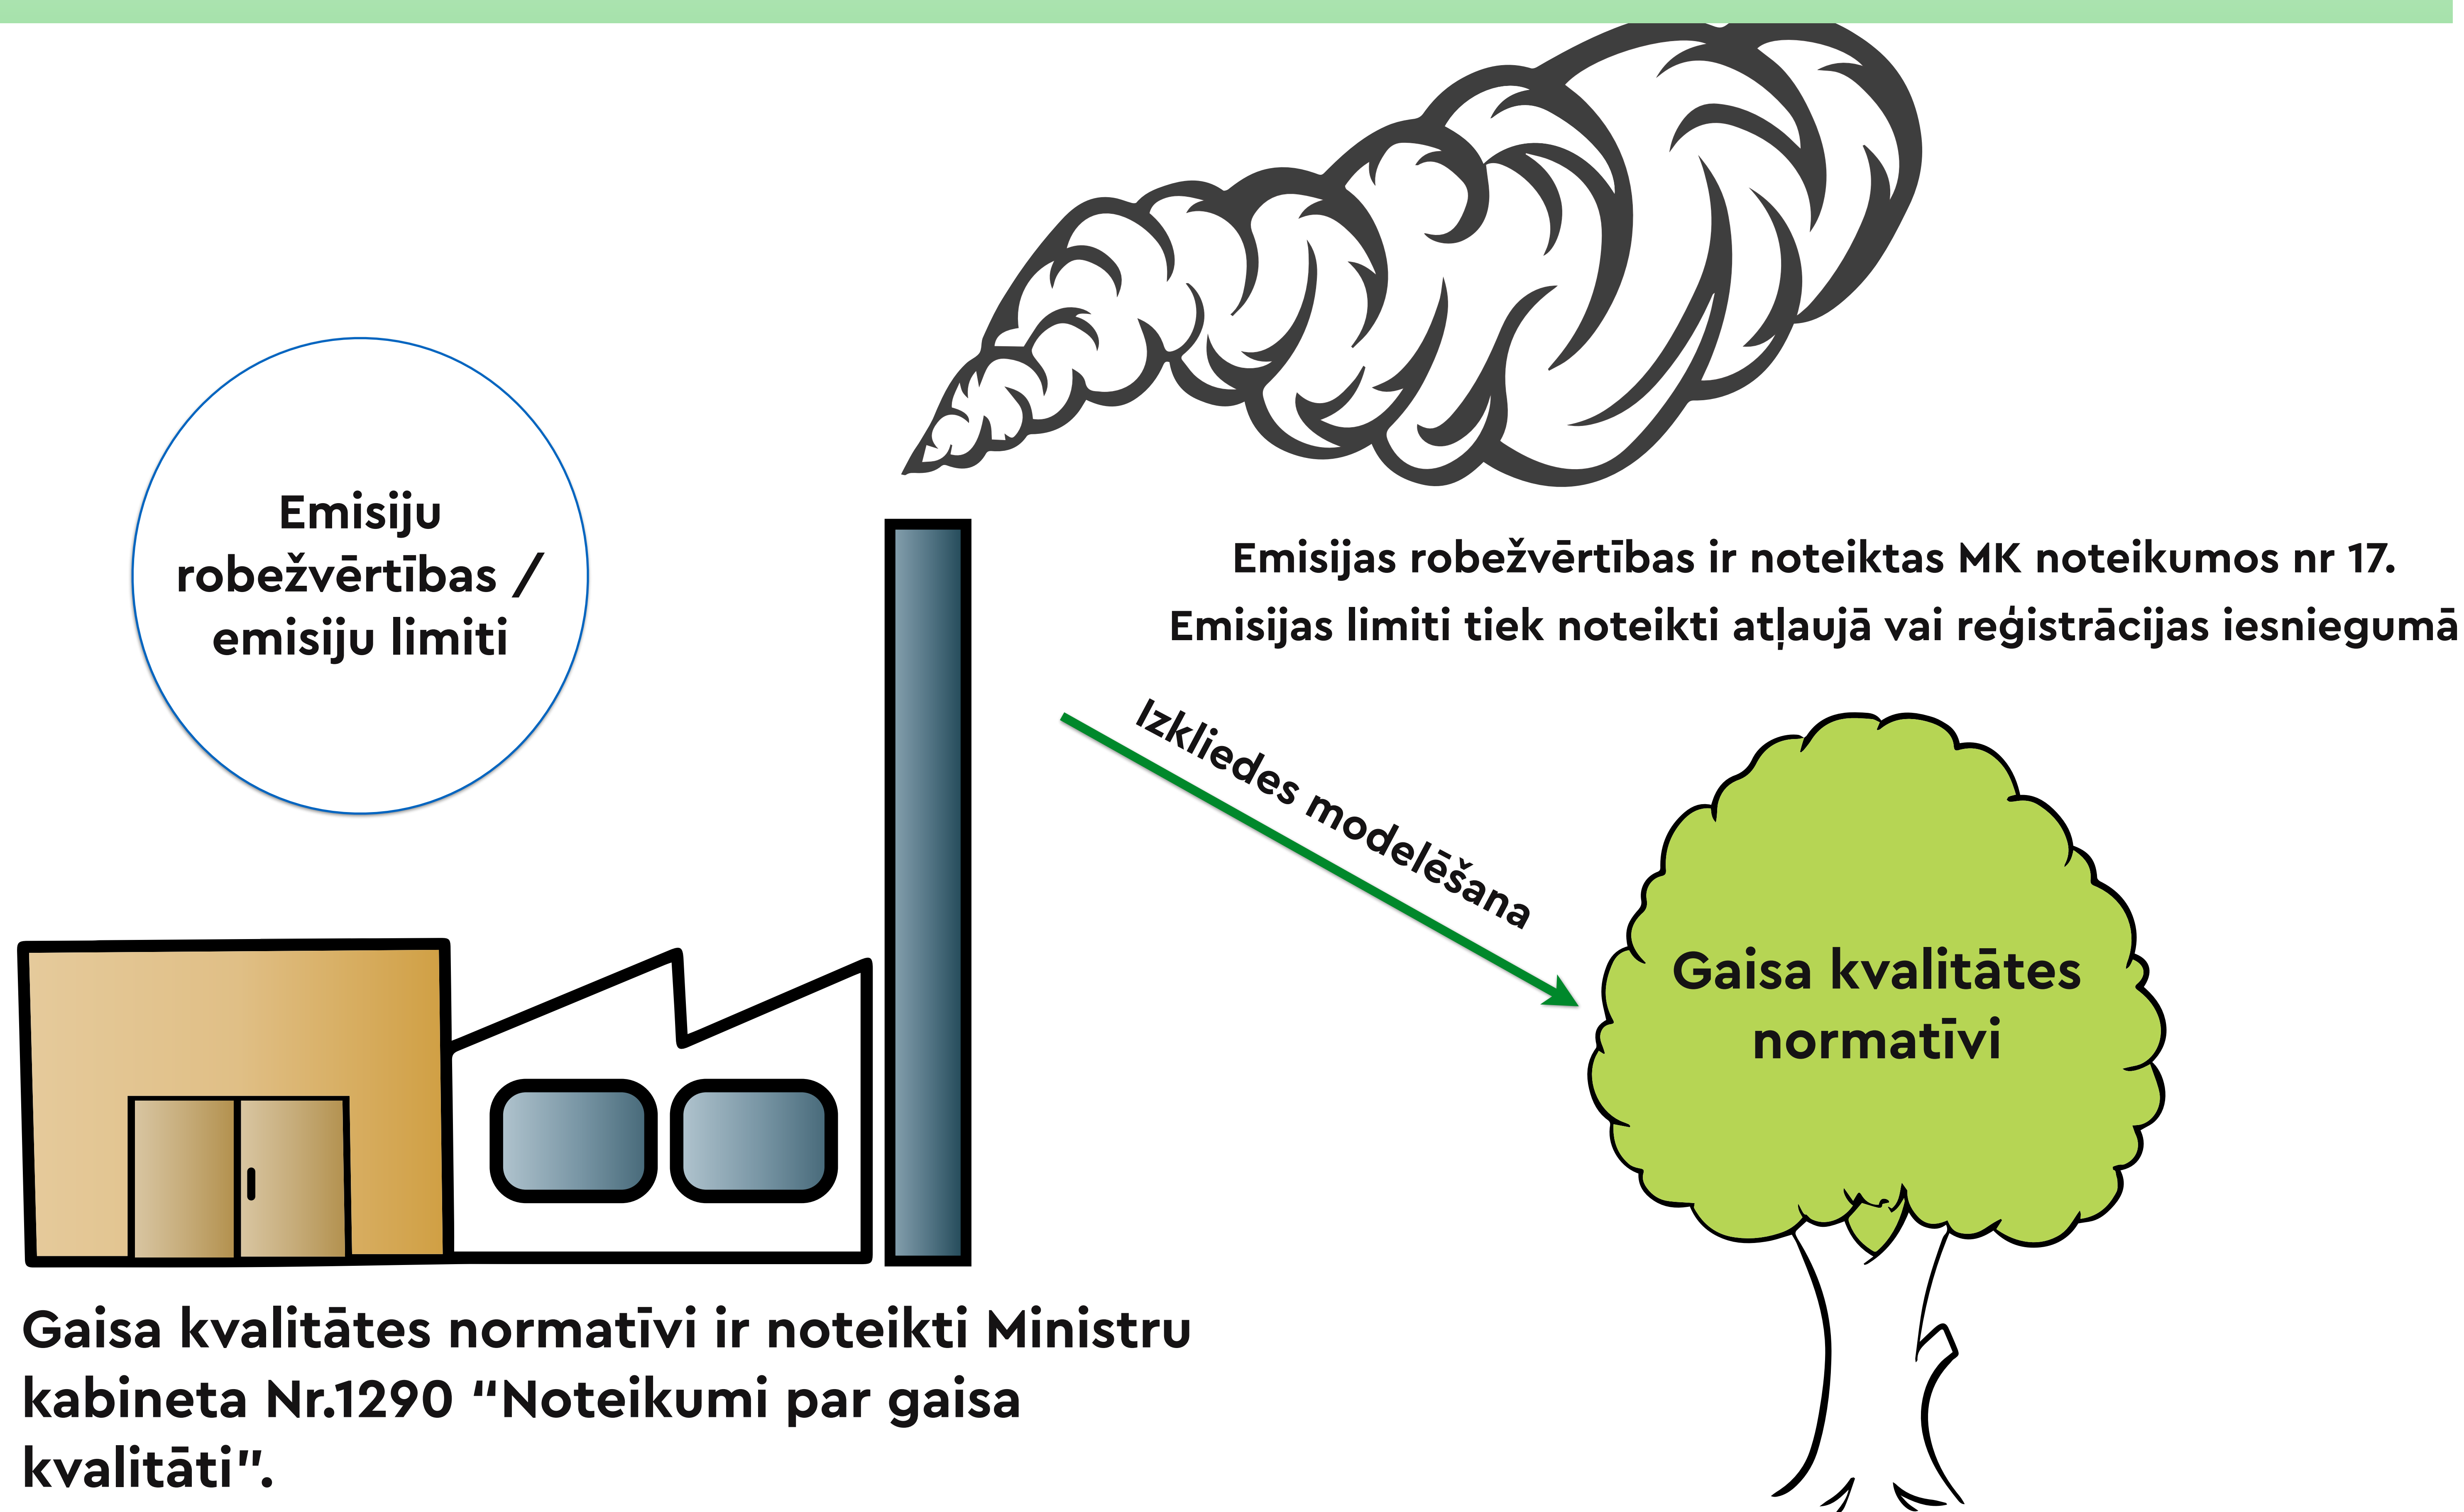 Emisiju
robežvērtības /
emisiju limiti
Emisijas robežvērtības ir noteiktas MK noteikumos nr 17.
Emisijas limiti tiek noteikti atļaujā vai reģistrācijas iesniegumā
Izkliedes modelēšana
Gaisa kvalitātes
normatīvi
Gaisa kvalitātes normatīvi ir noteikti Ministru
kabineta Nr.1290 "Noteikumi par gaisa
kvalitāti".